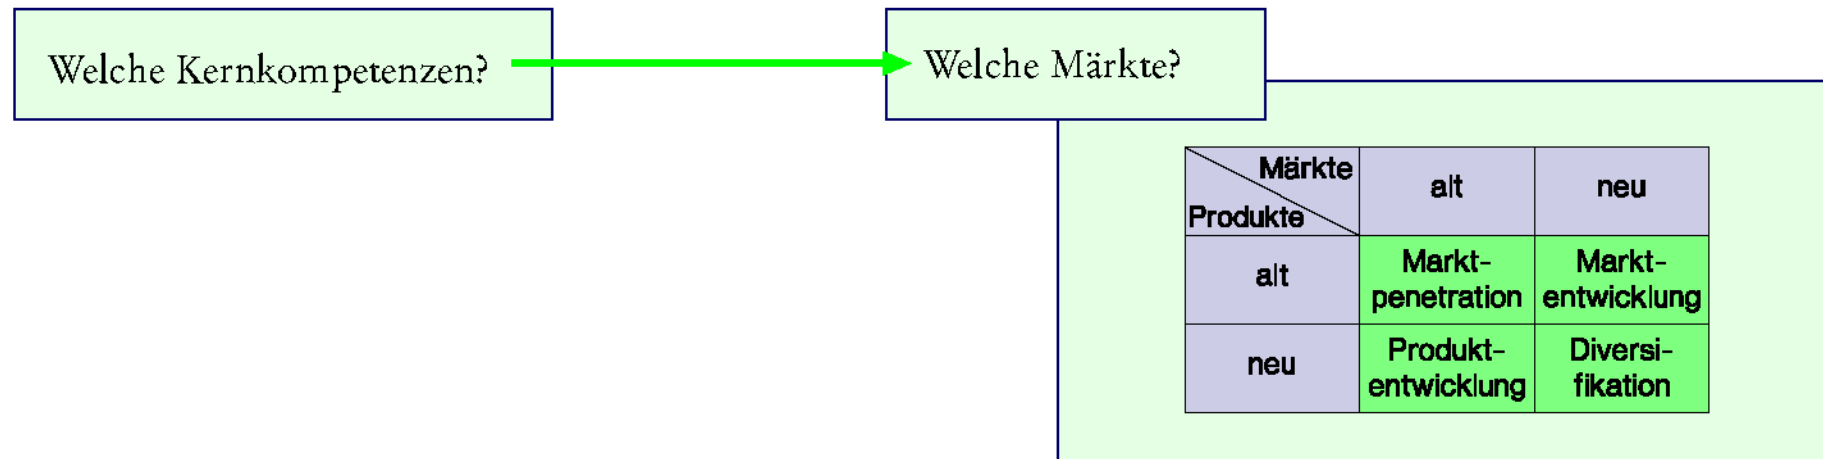 Welche Kernkompetenzen?
Welche Märkte?
Märkte
Produkte
alt
neu
alt
Markt-
penetration
Markt-
entwicklung
neu
Produkt-
entwicklung
Diversi-
fikation